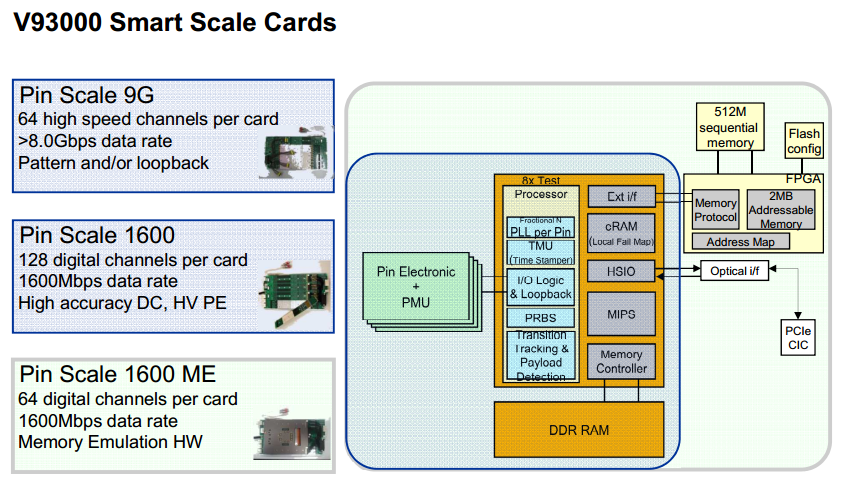 V93000 Smart Scale Cards
Pin Scale 9G
64 high speed channels per card
>8.0Gbps data rate
Pattern and/or loopback
Pin Scale 1600
128 digital channels per card
1600Mbps data rate
High accuracy DC, HV PE
Pin Scale 1600 ME
64 digital channels per card
1600Mbps data rate
Memory Emulation HW
Pin Electronic
+
PMU
8x Test
Processor
Fractional N
PLL per Pin
TMU
(Time Stamper)
I/O Logic
& Loopback
PRBS
Transition
Tracking &
Payload
Detection
Ext i/f
cRAM
(Local Fail Map)
HSIO
MIPS
Memory
Controller
DDR RAM
512M
sequential
memory
Flash
config
FPGA
Memory
Protocol
2MB
Addressable
Memory
Address Map
Optical i/f
PCIe
CIC